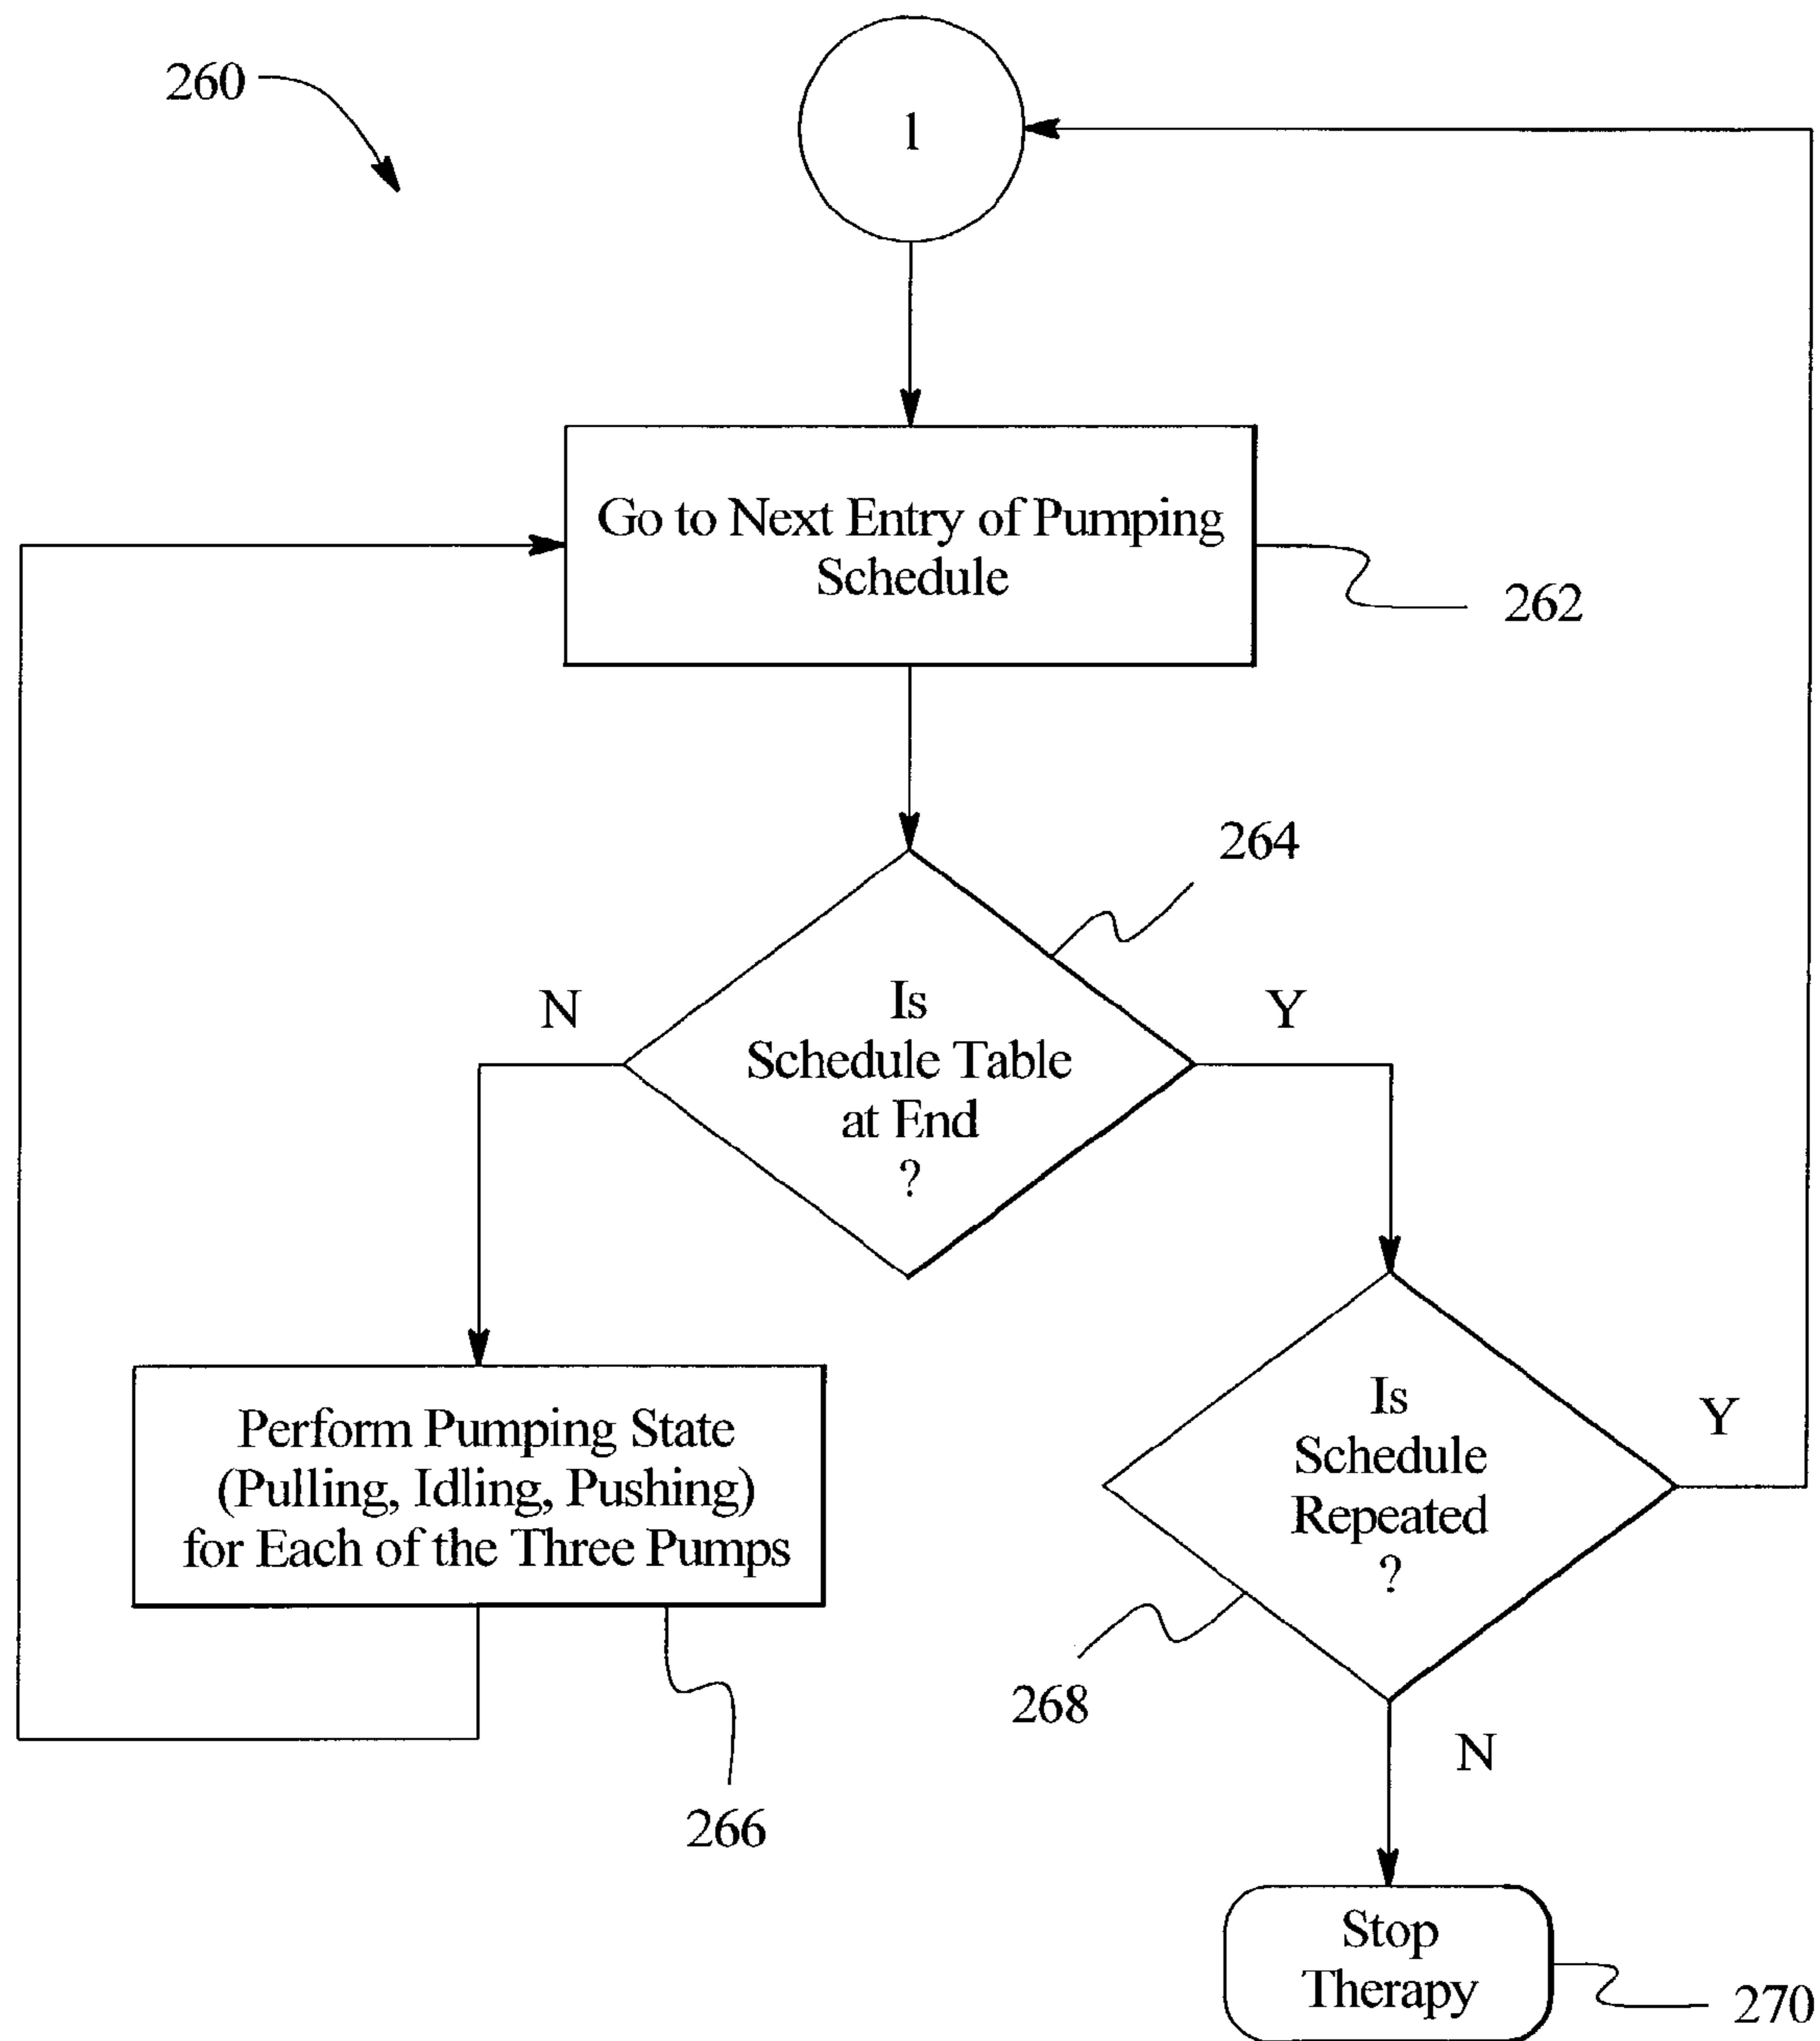 260
1
Go to Next Entry of Pumping
Schedule
262
264
N
Is
Schedule Table
at End
?
Y
Perform Pumping State
(Pulling, Idling, Pushing)
for Each of the Three Pumps
266
Is
Schedule
Repeated
?
Y
268
N
Stop
Therapy
270